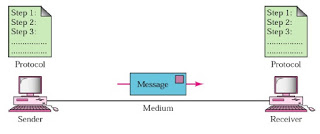 Step 1:
Step 2:
Step 3:
Protocol
Step 1:
Step 2:
Step 3:
Protocol
Message
Medium
Sender
Receiver